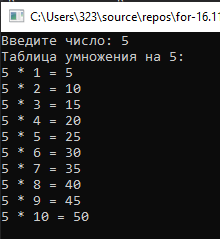 C:\Users\323\source\repos\for-16.11
Введите число: 5
Таблица умножения на 5:
5 * 1 = 5
5 * 2 = 10
5 * 3 = 15
5 * 4 = 20
5 * 5 = 25
5 * 6 = 30
5 * 7 = 35
5 * 8 = 40
5 * 9 = 45
5 * 10 = 50